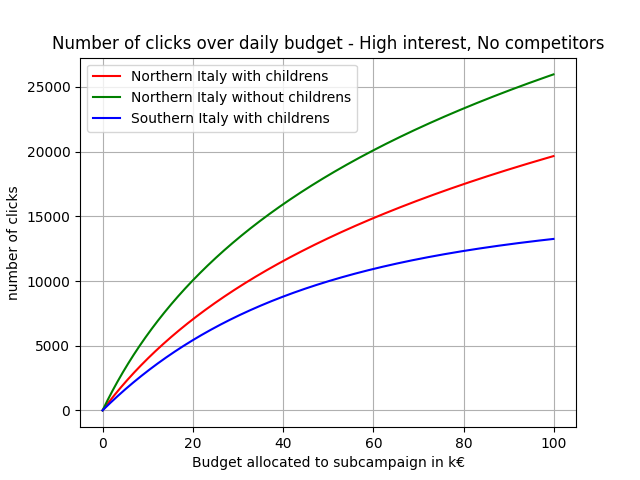 Number of clicks over daily budget - High interest, No competitors
Northern Italy with childrens
Northern Italy without childrens
Southern Italy with childrens
25000
20000
15000
10000
5000
0
number of clicks
0 20 40 60 80 100
Budget allocated to subcampaign in k€